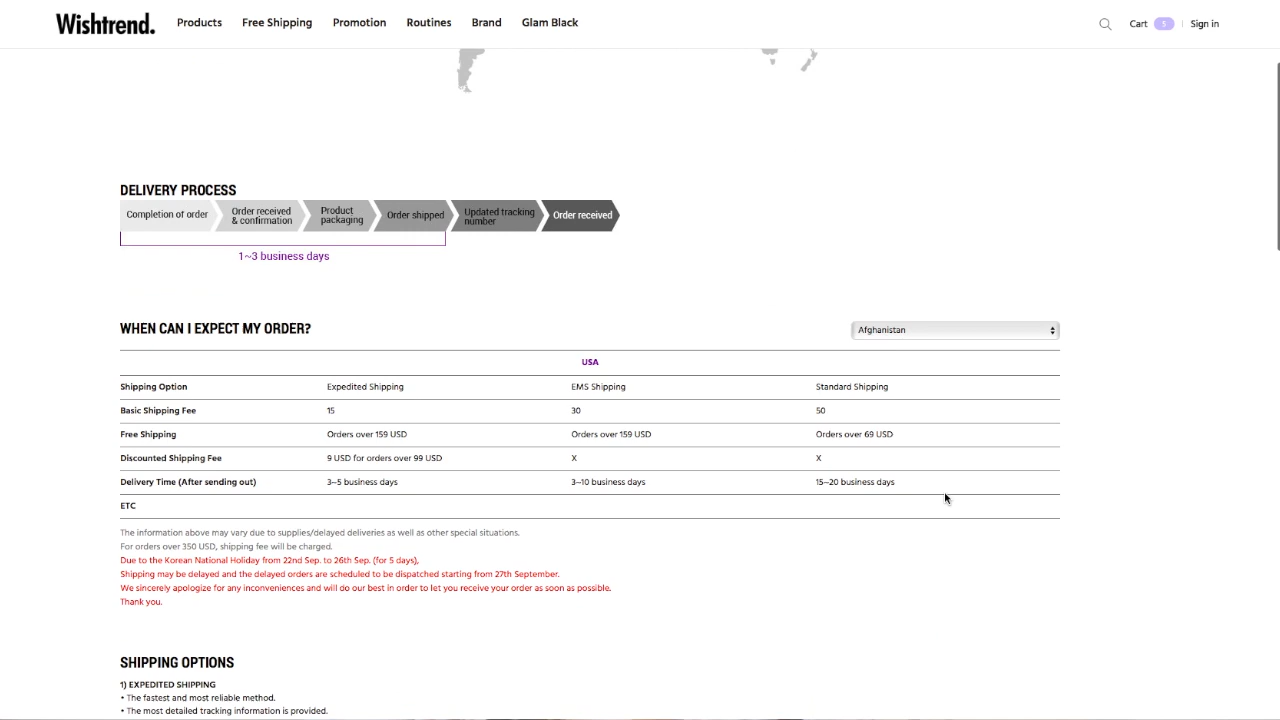 Wishtrend.
Products Free Shipping Promotion Routines Brand Glam Black
Cart 5 Sign in
DELIVERY PROCESS
Completion of order
Order received
& confirmation
Product
packaging
Order shipped
Updated tracking
number
Order received
1~3 business days
WHEN CAN I EXPECT MY ORDER?
Afghanistan
USA
Shipping Option Expedited Shipping EMS Shipping Standard Shipping
Basic Shipping Fee 15 30 50
Free Shipping Orders over 159 USD Orders over 159 USD Orders over 69 USD
Discounted Shipping Fee 9 USD for orders over 99 USD X X
Delivery Time (After sending out) 3~5 business days 3~10 business days 15~20 business days
ETC
The information above may vary due to supplies/delayed deliveries as well as other special situations.
For orders over 350 USD, shipping fee will be charged.
Due to the Korean National Holiday from 22nd Sep. to 26th Sep. (for 5 days),
Shipping may be delayed and the delayed orders are scheduled to be dispatched starting from 27th September.
We sincerely apologize for any inconveniences and will do our best in order to let you receive your order as soon as possible.
Thank you.
SHIPPING OPTIONS
1) EXPEDITED SHIPPING
• The fastest and most reliable method.
• The most detailed tracking information is provided.